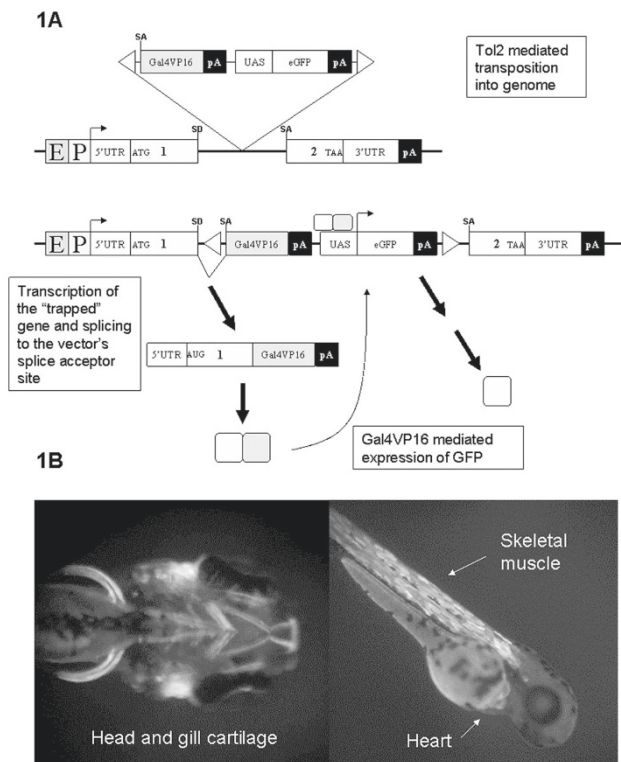 1A
SA
Gal4VP16 pA UAS eGFP pA
Tol2 mediated
transposition
into genome
SD SA
E P 5'UTR ATG 1 2 TAA 3'UTR pA
SD SA SA
E P 5'UTR ATG 1 Gal4VP16 pA UAS eGFP pA 2 TAA 3'UTR pA
Transcription of
the “trapped”
gene and splicing
to the vector’s
splice acceptor
site
5'UTR AUG 1 Gal4VP16 pA
Gal4VP16 mediated
expression of GFP
1B
Skeletal
muscle
Head and gill cartilage
Heart